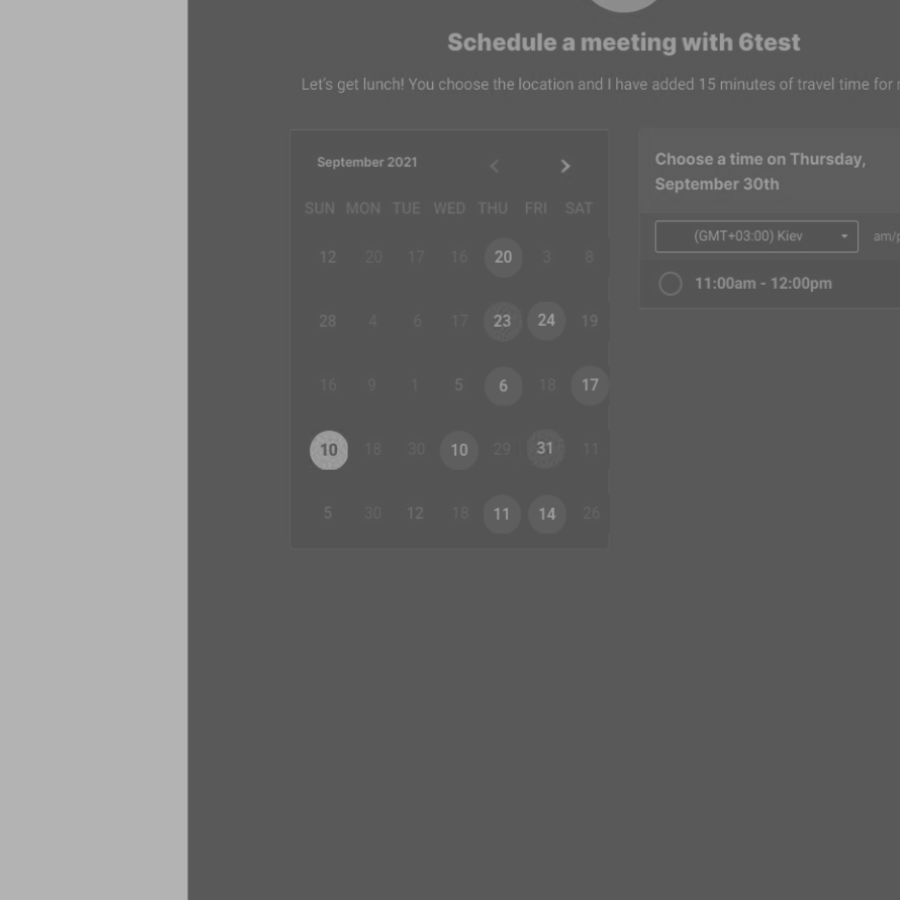 Schedule a meeting with 6test
Let's get lunch! You choose the location and I have added 15 minutes of travel time for
September 2021
SUN MON TUE WED THU FRI SAT
12 20 17 16 20 3 8
28 4 6 17 23 24 19
16 9 1 5 6 18 17
10 18 30 10 29 31 11
5 30 12 18 11 14 26
Choose a time on Thursday,
September 30th
(GMT+03:00) Kiev am/
11:00am - 12:00pm